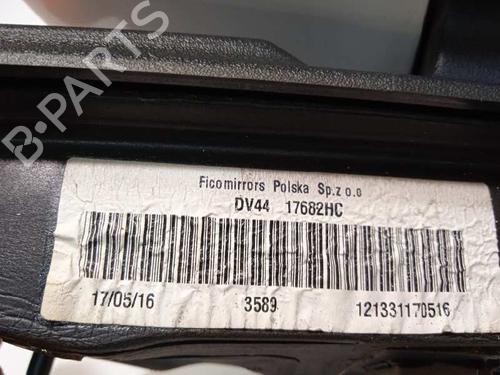 Ficomirrors Polska Sp.z o.o
DV44 17682HC
17/05/16 3589 121331170516
B-PARTS